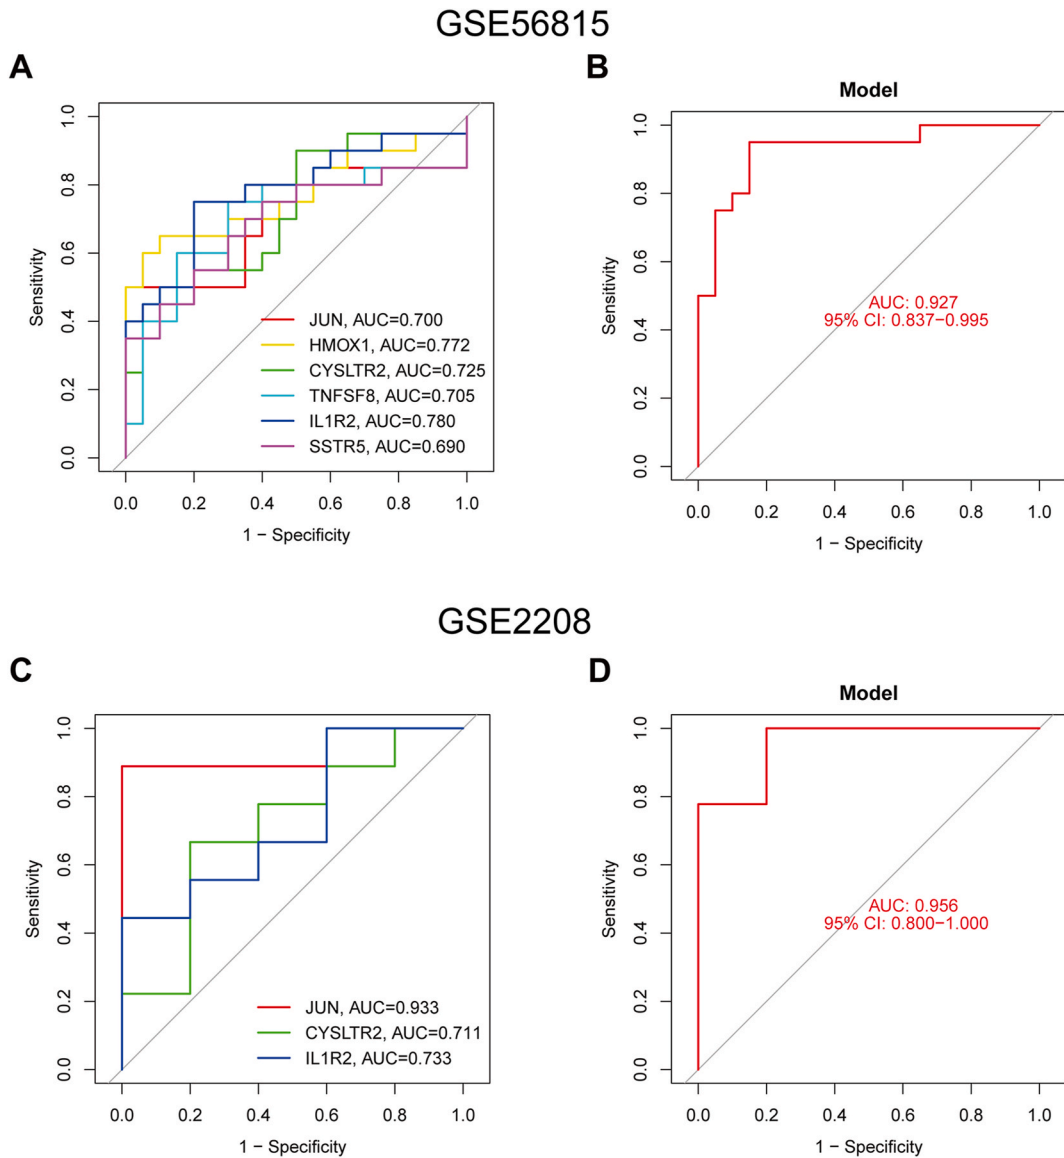 GSE56815
A
B
Model
1.0
0.8
0.6
0.4
0.2
0.0
Sensitivity
JUN, AUC=0.700
HMOX1, AUC=0.772
CYSLTR2, AUC=0.725
TNFSF8, AUC=0.705
IL1R2, AUC=0.780
SSTR5, AUC=0.690
0.0 0.2 0.4 0.6 0.8 1.0
1 − Specificity
1.0
0.8
0.6
0.4
0.2
0.0
Sensitivity
AUC: 0.927
95% CI: 0.837−0.995
0.0 0.2 0.4 0.6 0.8 1.0
1 − Specificity
GSE2208
C
D
Model
1.0
0.8
0.6
0.4
0.2
0.0
Sensitivity
JUN, AUC=0.933
CYSLTR2, AUC=0.711
IL1R2, AUC=0.733
0.0 0.2 0.4 0.6 0.8 1.0
1 − Specificity
1.0
0.8
0.6
0.4
0.2
0.0
Sensitivity
AUC: 0.956
95% CI: 0.800−1.000
0.0 0.2 0.4 0.6 0.8 1.0
1 − Specificity